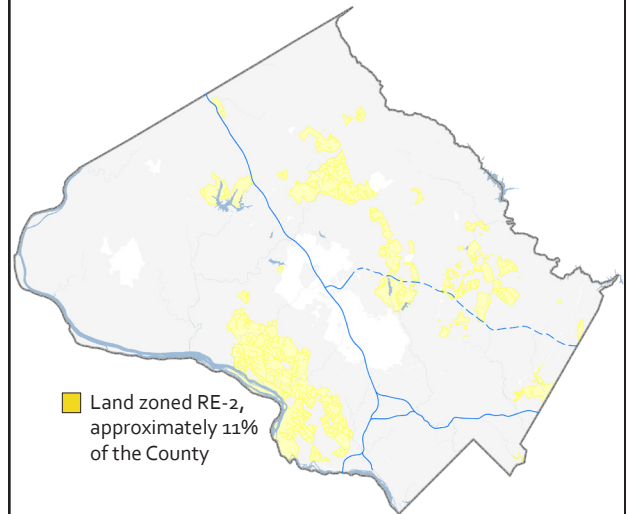 Land zoned RE-2,
approximately 11%
of the County